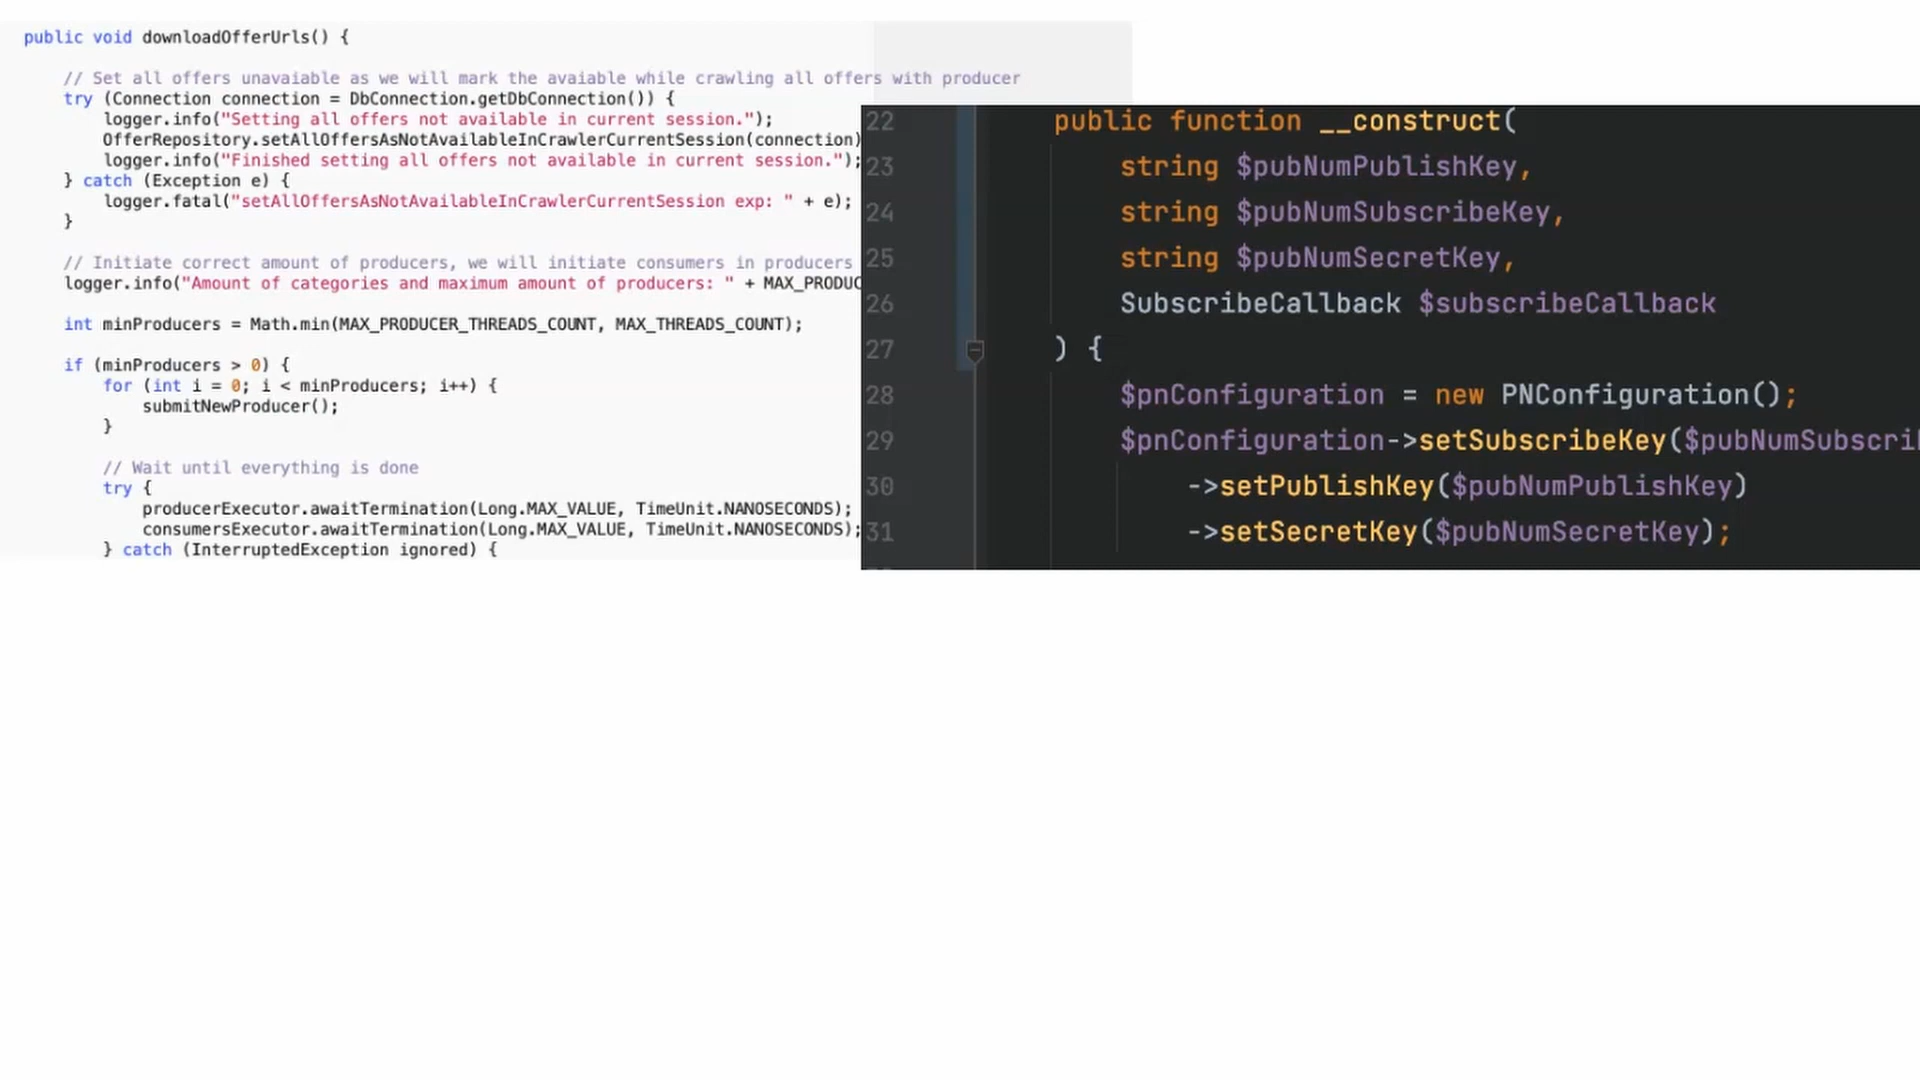 public void downloadOfferUrls() {
// Set all offers unavaiable as we will mark the avaiable while crawling all offers with producer
try (Connection connection = DbConnection.getDbConnection()) {
logger.info("Setting all offers not available in current session.");
OfferRepository.setAllOffersAsNotAvailableInCrawlerCurrentSession(connection)
logger.info("Finished setting all offers not available in current session.");
} catch (Exception e) {
logger.fatal("setAllOffersAsNotAvailableInCrawlerCurrentSession exp: " + e);
}
// Initiate correct amount of producers, we will initiate consumers in producers
logger.info("Amount of categories and maximum amount of producers: " + MAX_PRODUC
int minProducers = Math.min(MAX_PRODUCER_THREADS_COUNT, MAX_THREADS_COUNT);
if (minProducers > 0) {
for (int i = 0; i < minProducers; i++) {
submitNewProducer();
}
// Wait until everything is done
try {
producerExecutor.awaitTermination(Long.MAX_VALUE, TimeUnit.NANOSECONDS);
consumersExecutor.awaitTermination(Long.MAX_VALUE, TimeUnit.NANOSECONDS);
} catch (InterruptedException ignored) {
22 public function __construct(
23 string $pubNumPublishKey,
24 string $pubNumSubscribeKey,
25 string $pubNumSecretKey,
26 SubscribeCallback $subscribeCallback
27 ) {
28 $pnConfiguration = new PNConfiguration();
29 $pnConfiguration->setSubscribeKey($pubNumSubscri
30 ->setPublishKey($pubNumPublishKey)
31 ->setSecretKey($pubNumSecretKey);